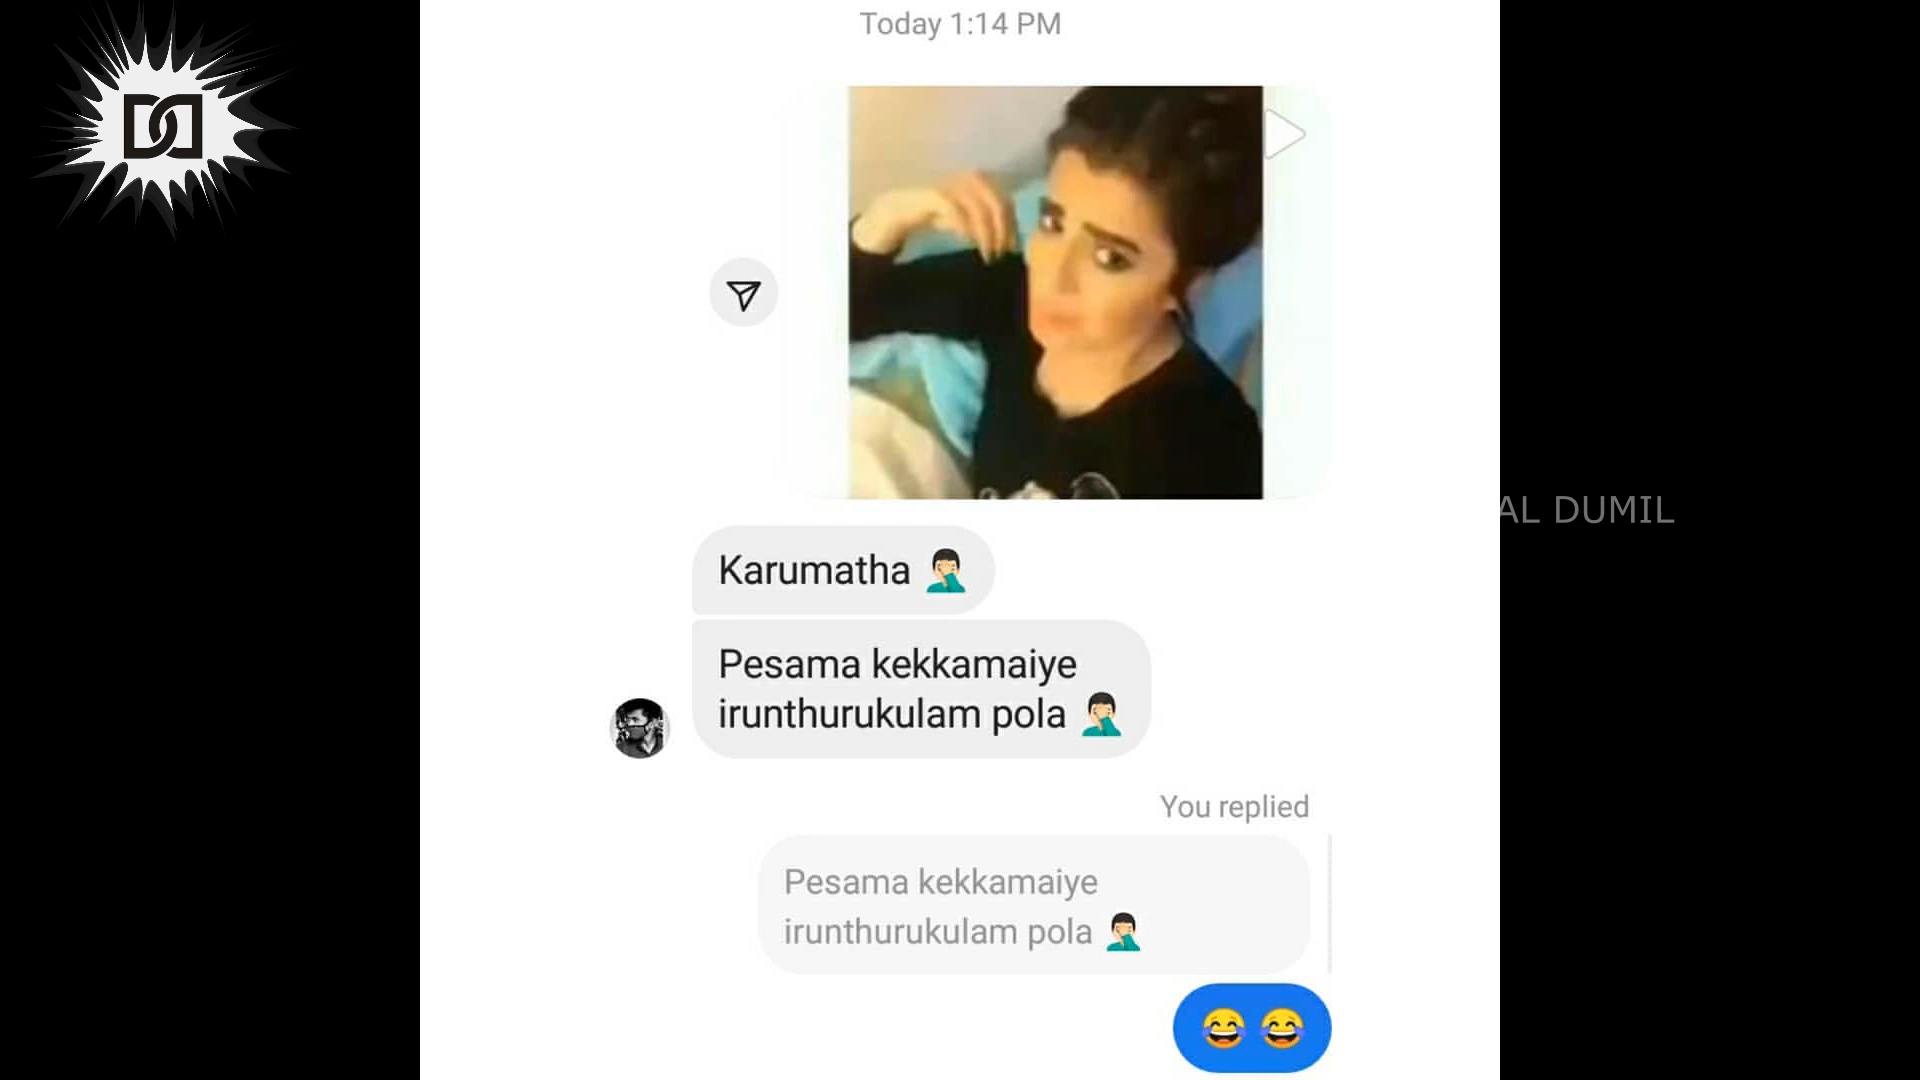 Today 1:14 PM
Karumatha 🤦🏻‍♂️
Pesama kekkamaiye
irunthurukulam pola 🤦🏻‍♂️
You replied
Pesama kekkamaiye
irunthurukulam pola 🤦🏻‍♂️
😂 😂
AL DUMIL